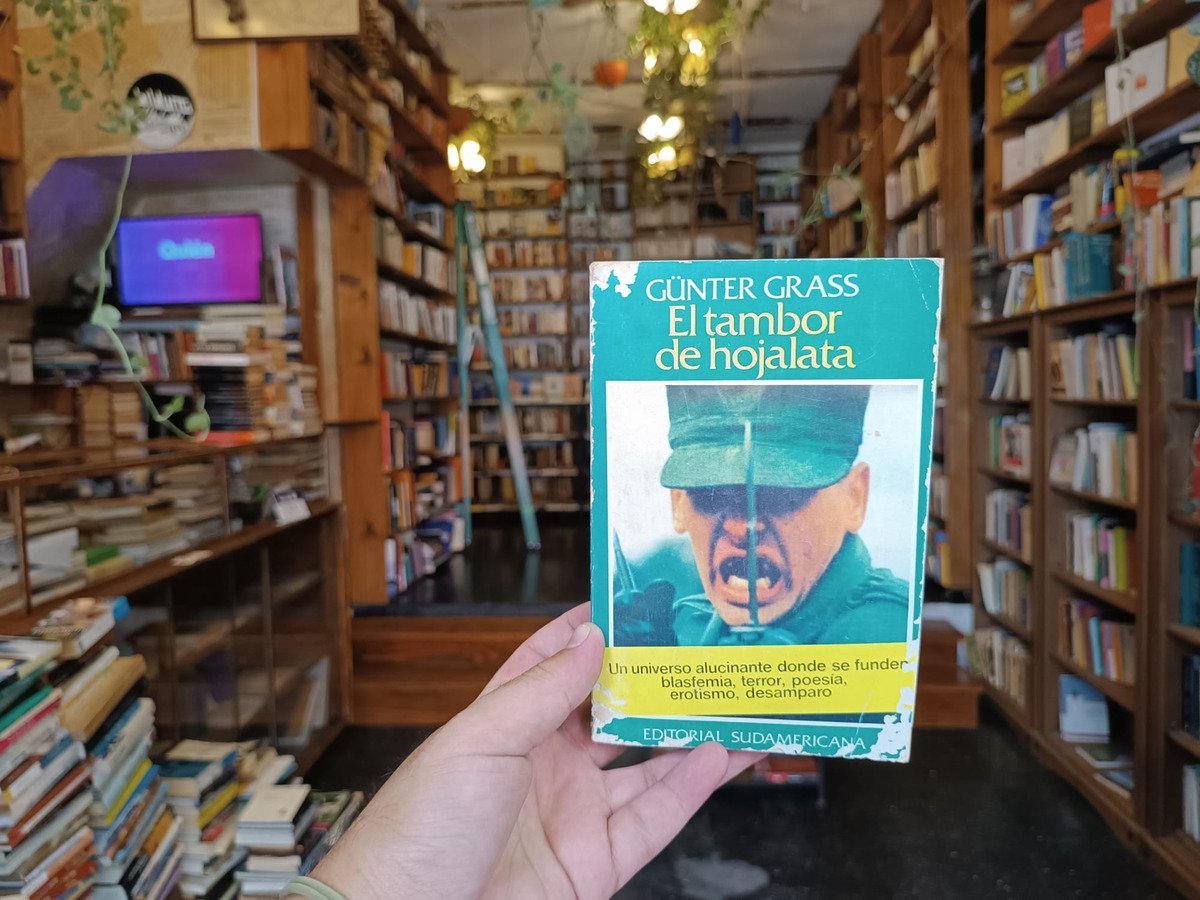 GÜNTER GRASS
El tambor
de hojalata
Un universo alucinante donde se funden
blasfemia, terror, poesía,
erotismo, desamparo
EDITORIAL SUDAMERICANA